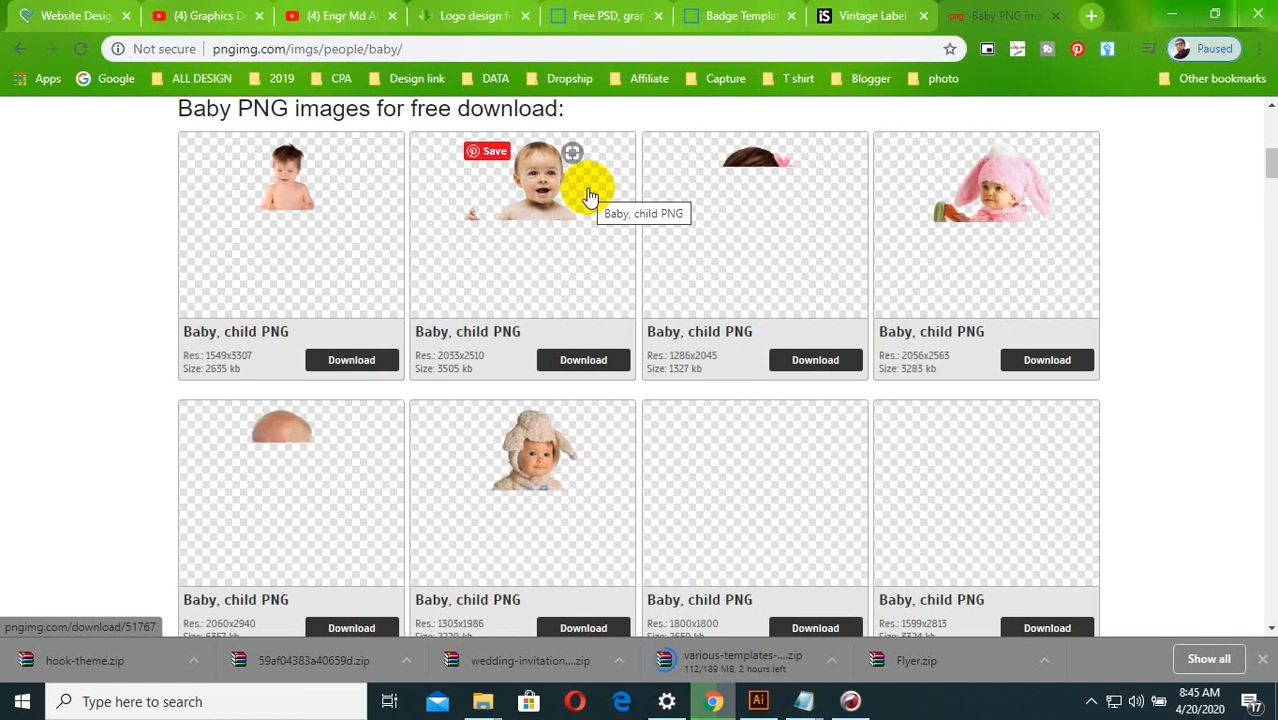 Website Desig
(4) Graphics D
(4) Engr Md A
Logo design fr
Free PSD, grap
Badge Templa
Vintage Label
png
Baby PNG ima
Not secure
pngimg.com/imgs/people/baby/
Paused
Apps
Google
ALL DESIGN
2019
CPA
Design link
DATA
Dropship
Affiliate
Capture
T shirt
Blogger
photo
Other bookmarks
Baby PNG images for free download:
Save
Baby, child PNG
Baby, child PNG
Res.: 1549x3307
Size: 2635 kb
Download
Baby, child PNG
Res.: 2033x2510
Size: 3505 kb
Download
Baby, child PNG
Res.: 1286x2045
Size: 1327 kb
Download
Baby, child PNG
Res.: 2056x2563
Size: 3283 kb
Download
Baby, child PNG
Res.: 2060x2940
Download
Baby, child PNG
Res.: 1303x1986
Download
Baby, child PNG
Res.: 1800x1800
Download
Baby, child PNG
Res.: 1599x2813
Download
pngimg.com/download/51767
hook-theme.zip
59af04383a40659d.zip
wedding-invitation....zip
various-templates-....zip
112/189 MB, 2 hours left
Flyer.zip
Show all
Type here to search
8:45 AM
4/20/2020
17